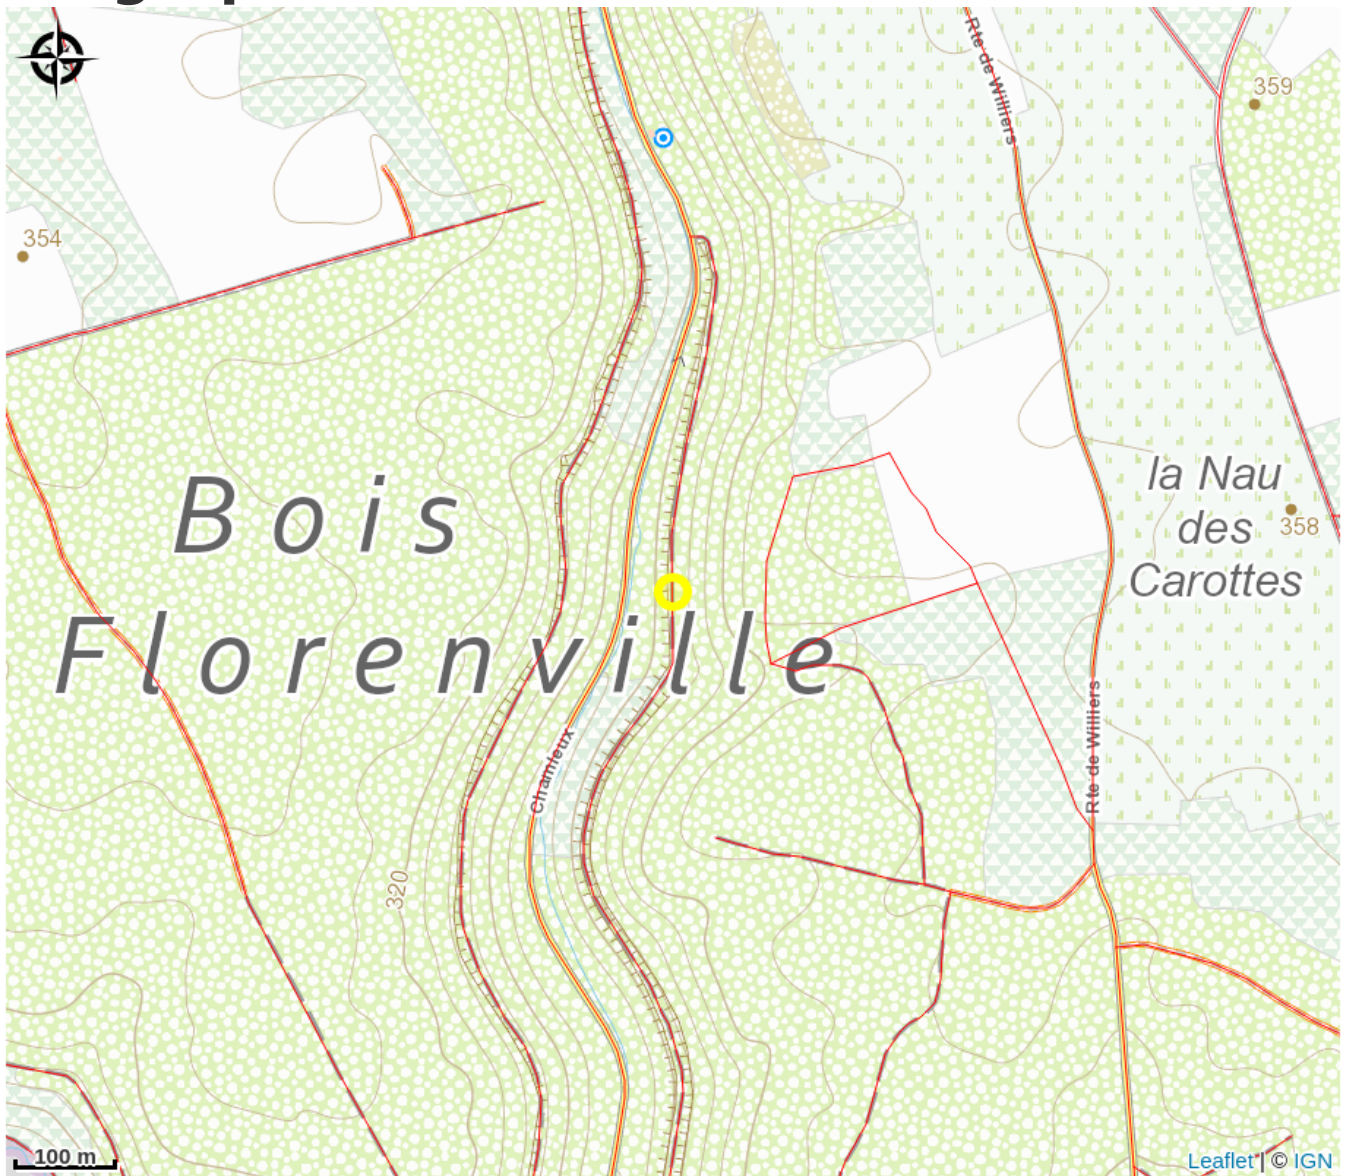 Rte de Williers
359
354
la Nau
des
Carottes
358
Bois
Florenville
Rte de Williers
Chamleux
320
100 m
Leaflet | © IGN